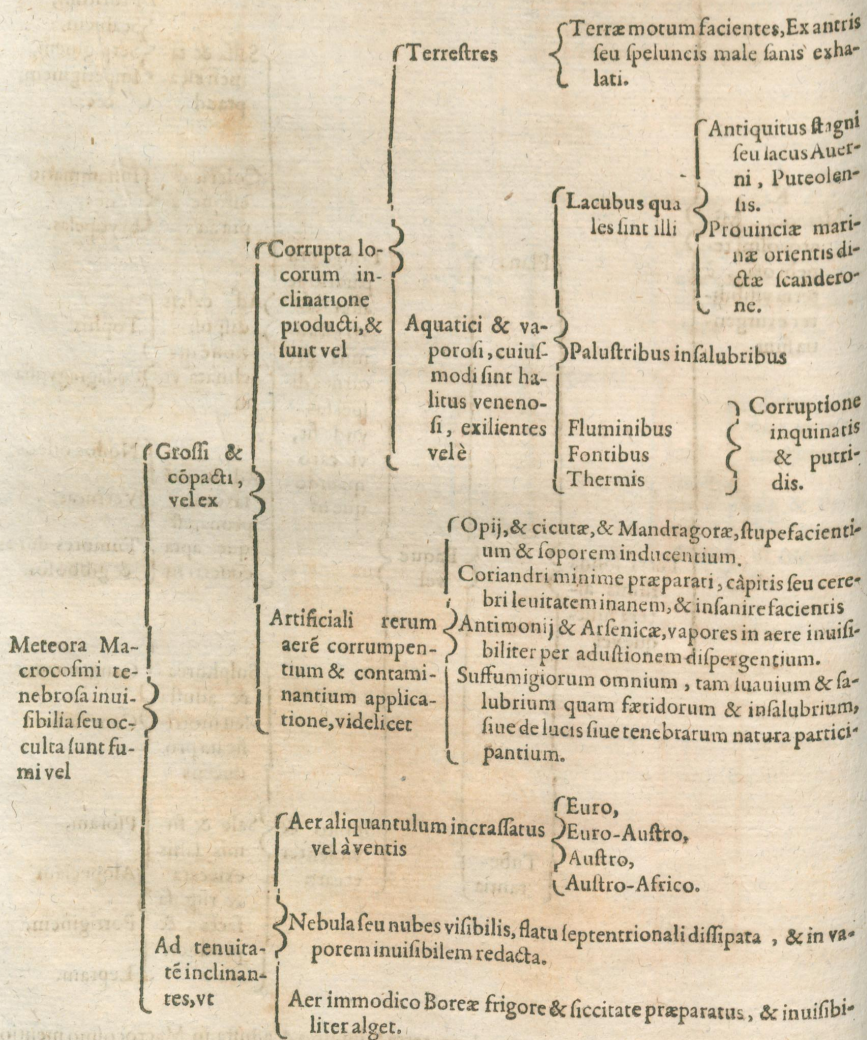 Terræ motum facientes, Ex antris
seu speluncis male sanis exha-
lati.
Terrestres
Antiquitus stagni
seu lacus Auer-
ni, Puteolen-
sis.
Prouinciæ mari-
næ orientis di-
ctæ scandero-
ne.
Lacubus qua
les sint illi
Corrupta lo-
corum in-
clinatione
producti, &
sunt vel
Aquatici & va-
porosi, cuius-
modi sint ha-
litus veneno-
si, exilientes
vel è
Palustribus insalubribus
Fluminibus
Fontibus
Thermis
Corruptione
inquinatis
& putri-
dis.
Grossi &
cōpacti,
vel ex
Opij, & cicutæ, & Mandragoræ, stupefacienti-
um & soporem inducentium.
Coriandri minime præparati, càpitis seu cere-
bri leuitatem inanem, & insanire facientis
Antimonij & Arsenicæ, vapores in aere inuisi-
biliter per adustionem dispergentium.
Suffumigiorum omnium, tam suauium & sa-
lubrium quam fætidorum & insalubrium,
siue de lucis siue tenebrarum natura partici-
pantium.
Artificiali rerum
aerē corrumpen-
tium & contami-
nantium applica-
tione, videlicet
Meteora Ma-
crocosmi te-
nebrosa inui-
sibilia seu oc-
culta sunt fu-
mi vel
Aer aliquantulum incrassatus
vel à ventis
Euro,
Euro-Austro,
Austro,
Austro-Africo.
Nebula seu nubes visibilis, flatu septentrionali dissipata, & in va-
porem inuisibilem redacta.
Ad tenuita-
tē inclinan-
tes, vt
Aer immodico Boreæ frigore & siccitate præparatus, & inuisibi-
liter alget.